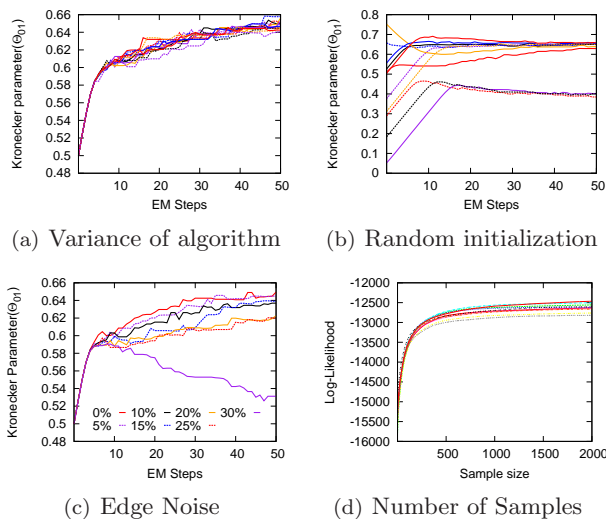 Kronecker parameter(Θ01)
0.66
0.64
0.62
0.6
0.58
0.56
0.54
0.52
0.5
0.48
10 20 30 40 50
EM Steps
(a) Variance of algorithm
Kronecker parameter(Θ01)
0.8
0.7
0.6
0.5
0.4
0.3
0.2
0.1
0
10 20 30 40 50
EM Steps
(b) Random initialization
Kronecker Parameter(Θ01)
0.66
0.64
0.62
0.6
0.58
0.56
0.54
0.52
0.5
0.48
0% 10% 20% 30%
5% 15% 25%
10 20 30 40 50
EM Steps
(c) Edge Noise
Log-Likelihood
-12000
-12500
-13000
-13500
-14000
-14500
-15000
-15500
-16000
500 1000 1500 2000
Sample size
(d) Number of Samples